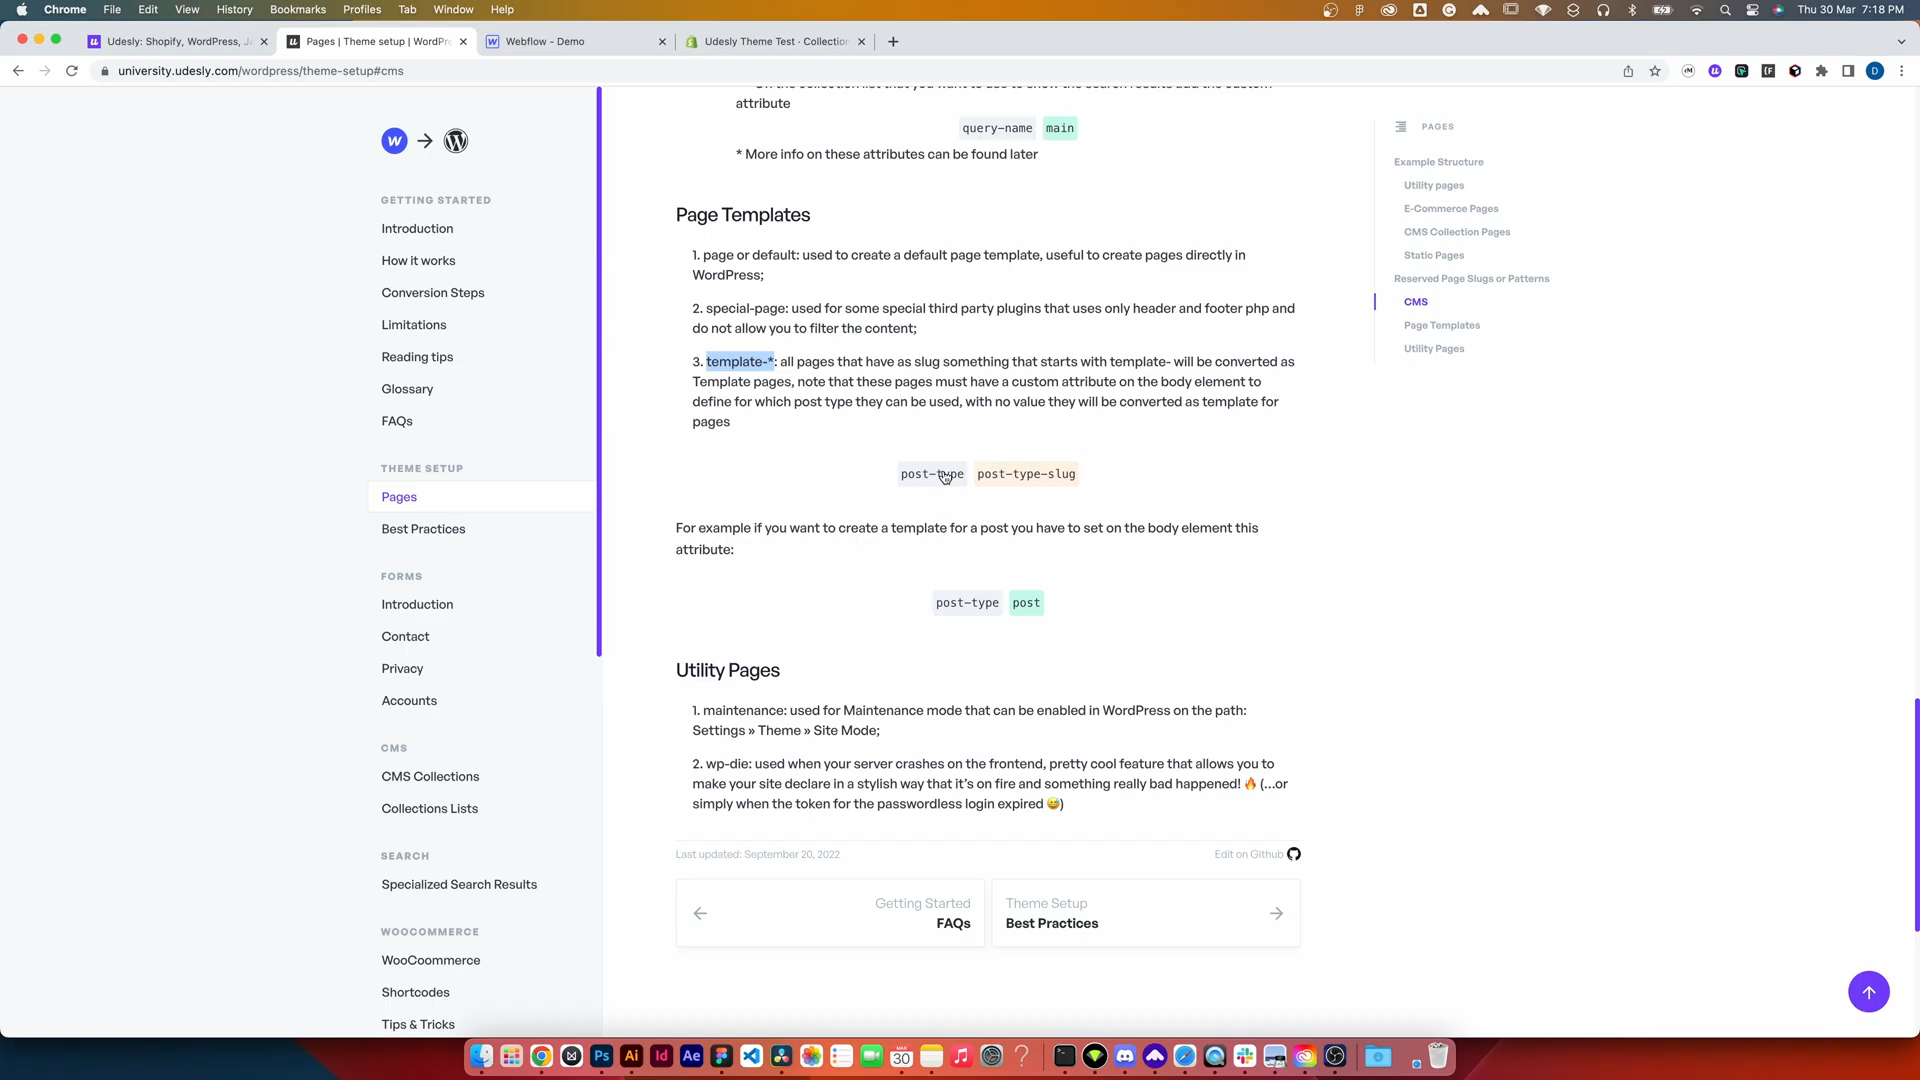 Chrome File Edit View History Bookmarks Profiles Tab Window Help
Thu 30 Mar 7:18 PM
Udesly: Shopify, WordPress, J
Pages | Theme setup | WordPr
Webflow - Demo
Udesly Theme Test · Collection
university.udesly.com/wordpress/theme-setup#cms
GETTING STARTED
Introduction
How it works
Conversion Steps
Limitations
Reading tips
Glossary
FAQs
THEME SETUP
Pages
Best Practices
FORMS
Introduction
Contact
Privacy
Accounts
CMS
CMS Collections
Collections Lists
SEARCH
Specialized Search Results
WOOCOMMERCE
WooCoommerce
Shortcodes
Tips & Tricks
attribute
query-name main
* More info on these attributes can be found later
Page Templates
1. page or default: used to create a default page template, useful to create pages directly in
WordPress;
2. special-page: used for some special third party plugins that uses only header and footer php and
do not allow you to filter the content;
3. template-*: all pages that have as slug something that starts with template- will be converted as
Template pages, note that these pages must have a custom attribute on the body element to
define for which post type they can be used, with no value they will be converted as template for
pages
post-type post-type-slug
For example if you want to create a template for a post you have to set on the body element this
attribute:
post-type post
Utility Pages
1. maintenance: used for Maintenance mode that can be enabled in WordPress on the path:
Settings » Theme » Site Mode;
2. wp-die: used when your server crashes on the frontend, pretty cool feature that allows you to
make your site declare in a stylish way that it's on fire and something really bad happened! 🔥 (...or
simply when the token for the passwordless login expired 😅)
Last updated: September 20, 2022
Edit on Github
Getting Started
FAQs
Theme Setup
Best Practices
PAGES
Example Structure
Utility pages
E-Commerce Pages
CMS Collection Pages
Static Pages
Reserved Page Slugs or Patterns
CMS
Page Templates
Utility Pages